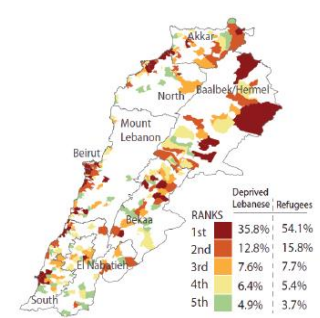 Akkar
North
Baalbek/Hermel
Mount
Lebanon
Beirut
Bekaa
El Nabatieh
South
Deprived
Lebanese Refugees
RANKS
1st 35.8% 54.1%
2nd 12.8% 15.8%
3rd 7.6% 7.7%
4th 6.4% 5.4%
5th 4.9% 3.7%